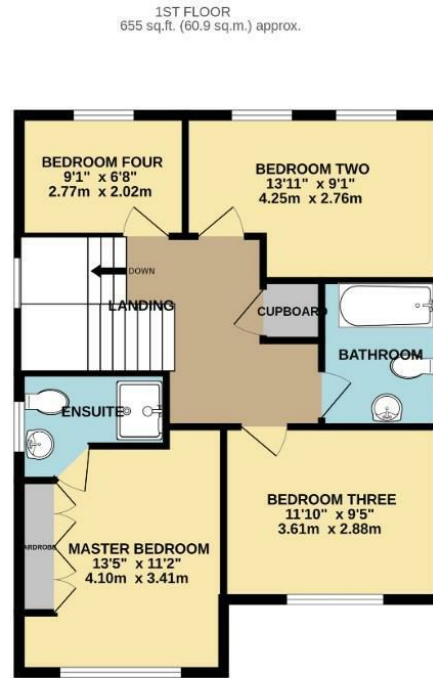 1ST FLOOR
655 sq.ft. (60.9 sq.m.) approx.
BEDROOM FOUR
9'1" x 6'8"
2.77m x 2.02m
BEDROOM TWO
13'11" x 9'1"
4.25m x 2.76m
DOWN
LANDING
CUPBOARD
BATHROOM
ENSUITE
BEDROOM THREE
11'10" x 9'5"
3.61m x 2.88m
MASTER BEDROOM
13'5" x 11'2"
4.10m x 3.41m